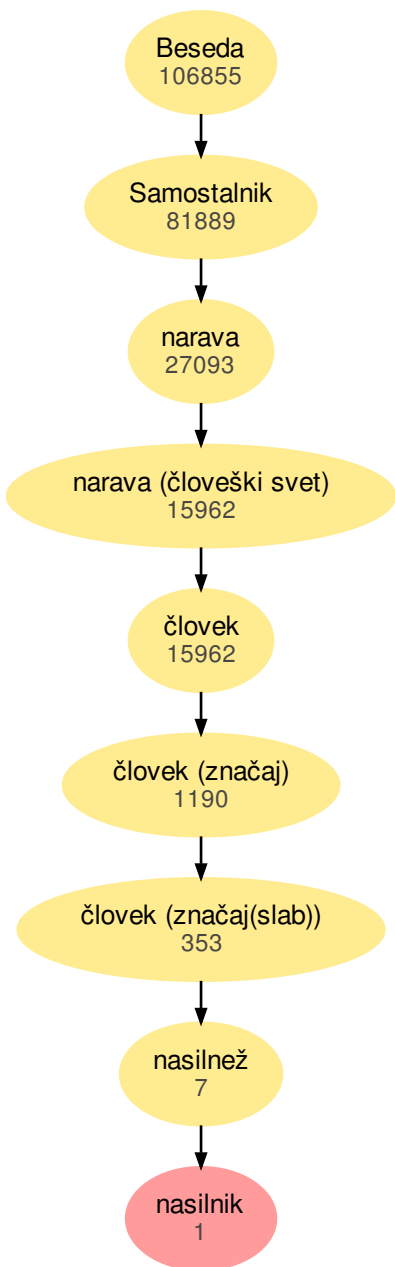 Beseda
106855
Samostalnik
81889
narava
27093
narava (človeški svet)
15962
človek
15962
človek (značaj)
1190
človek (značaj(slab))
353
nasilnež
7
nasilnik
1